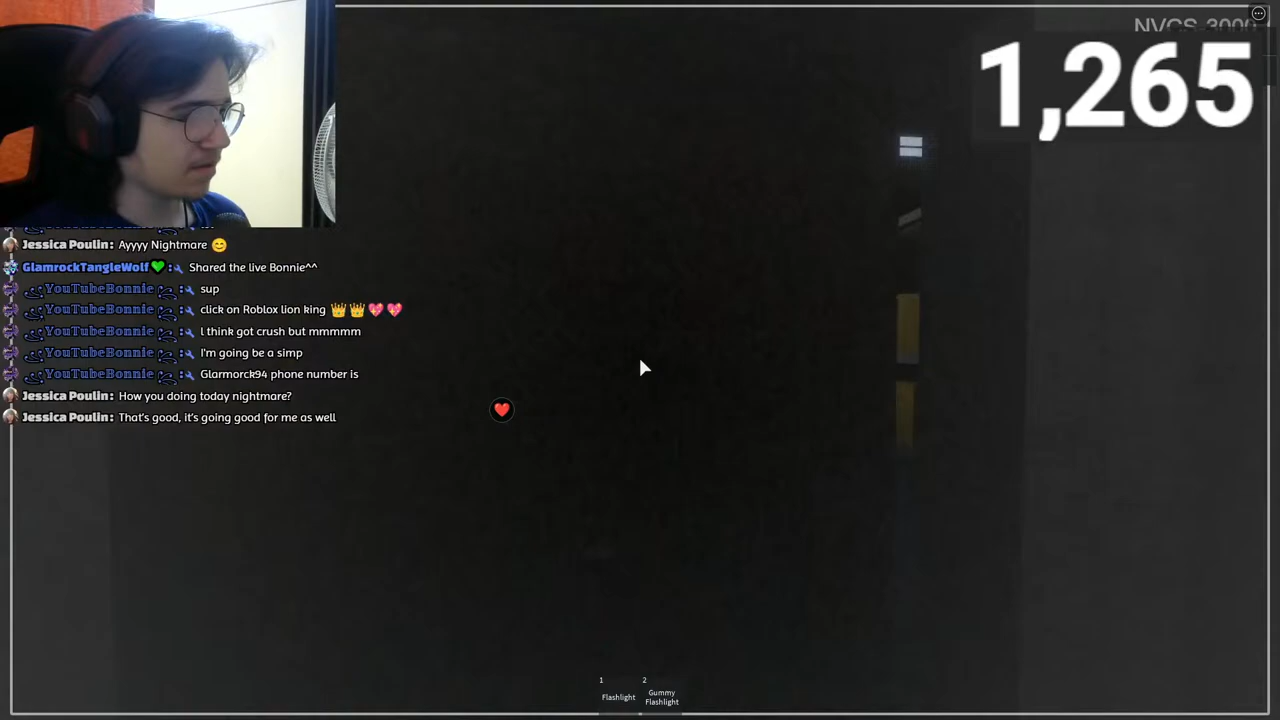 NVCS-3000
1,265
Jessica Poulin: Ayyyy Nightmare 😊
GlamrockTangleWolf💚: Shared the live Bonnie^^
YouTubeBonnie: sup
YouTubeBonnie: click on Roblox lion king 👑👑💖💖
YouTubeBonnie: l think got crush but mmmmm
YouTubeBonnie: I'm going be a simp
YouTubeBonnie: Glarmorck94 phone number is
Jessica Poulin: How you doing today nightmare?
Jessica Poulin: That's good, it's going good for me as well
1 2
Flashlight Gummy Flashlight